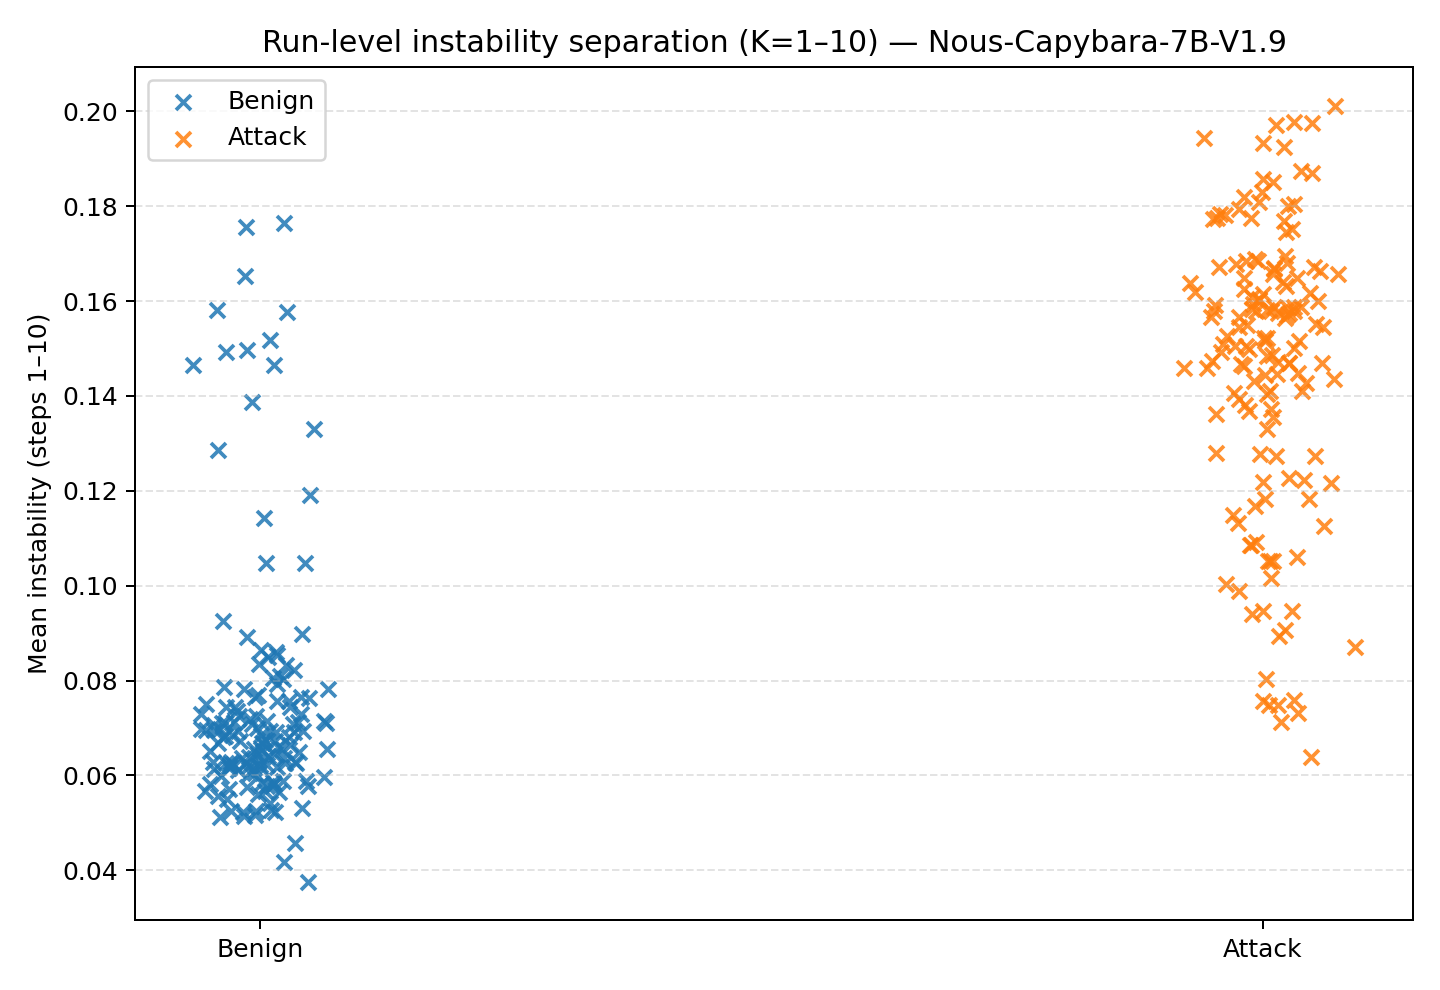 Run-level instability separation (K=1–10) — Nous-Capybara-7B-V1.9
Benign
Attack
Mean instability (steps 1–10)
0.20
0.18
0.16
0.14
0.12
0.10
0.08
0.06
0.04
Benign
Attack